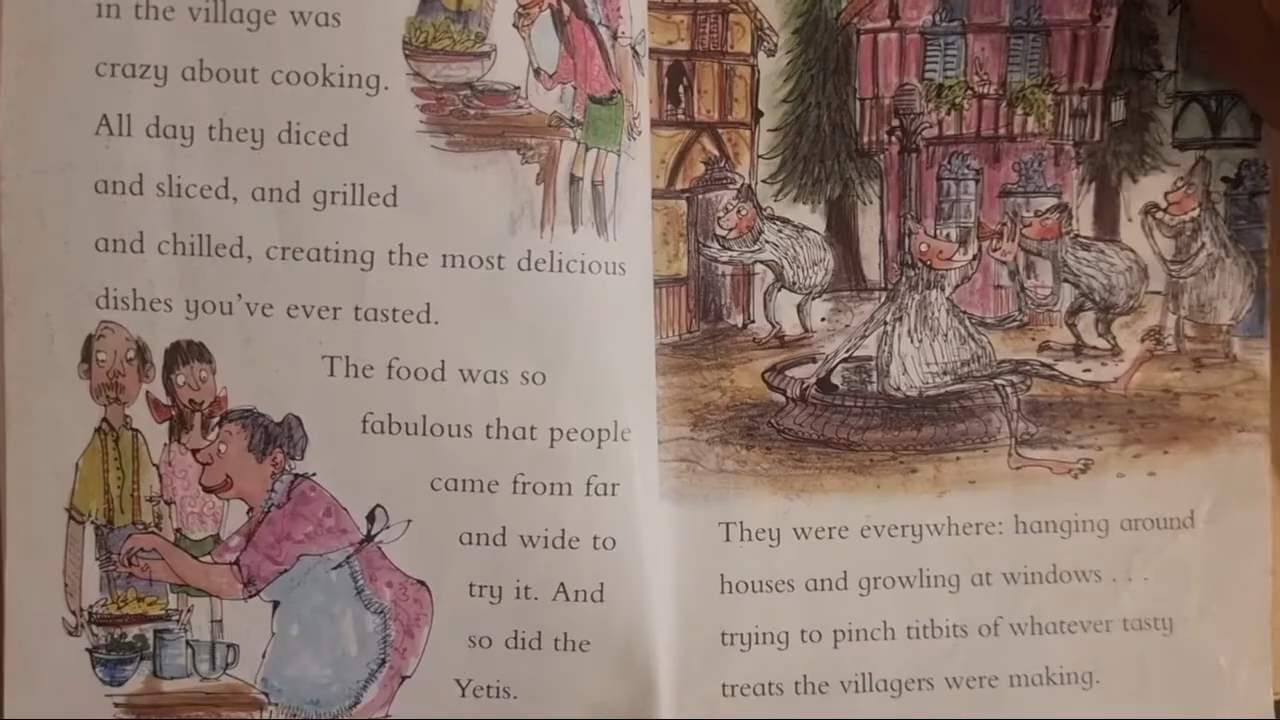 in the village was
crazy about cooking.
All day they diced
and sliced, and grilled
and chilled, creating the most delicious
dishes you've ever tasted.
The food was so
fabulous that people
came from far
and wide to
try it. And
so did the
Yetis.
They were everywhere: hanging around
houses and growling at windows . . .
trying to pinch titbits of whatever tasty
treats the villagers were making.